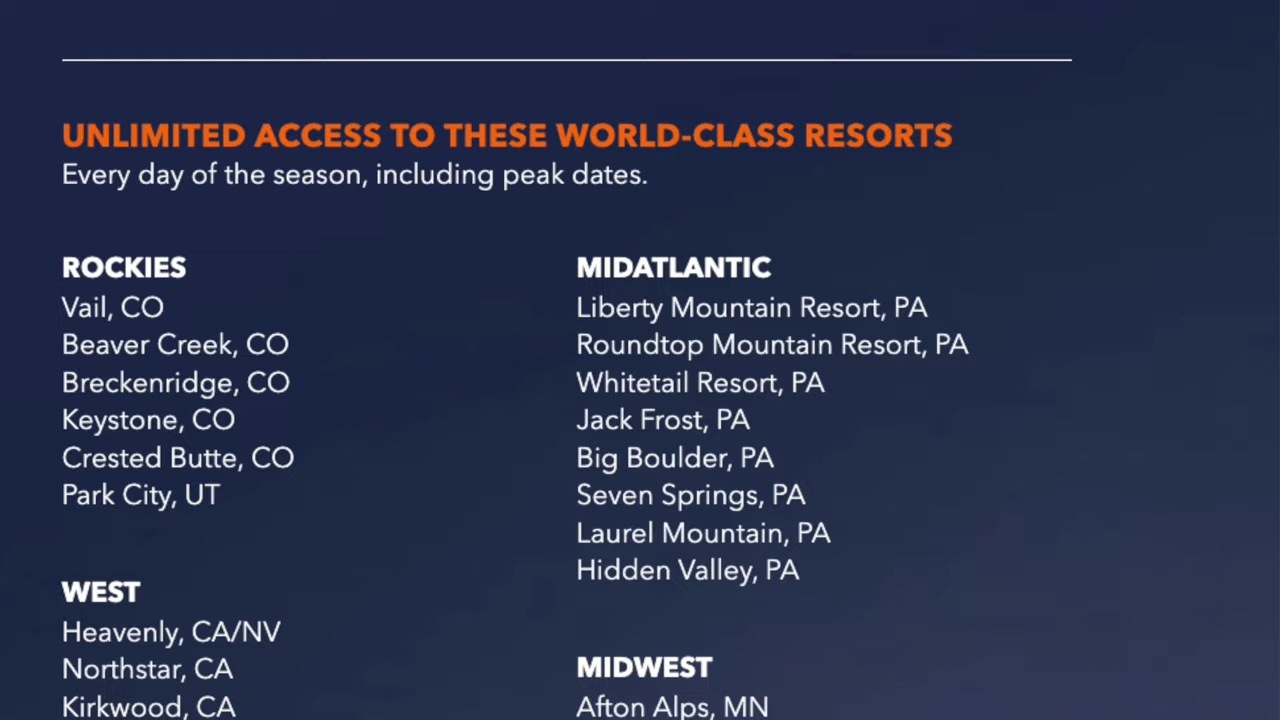 UNLIMITED ACCESS TO THESE WORLD-CLASS RESORTS
Every day of the season, including peak dates.
ROCKIES
Vail, CO
Beaver Creek, CO
Breckenridge, CO
Keystone, CO
Crested Butte, CO
Park City, UT
WEST
Heavenly, CA/NV
Northstar, CA
Kirkwood, CA
MIDATLANTIC
Liberty Mountain Resort, PA
Roundtop Mountain Resort, PA
Whitetail Resort, PA
Jack Frost, PA
Big Boulder, PA
Seven Springs, PA
Laurel Mountain, PA
Hidden Valley, PA
MIDWEST
Afton Alps, MN